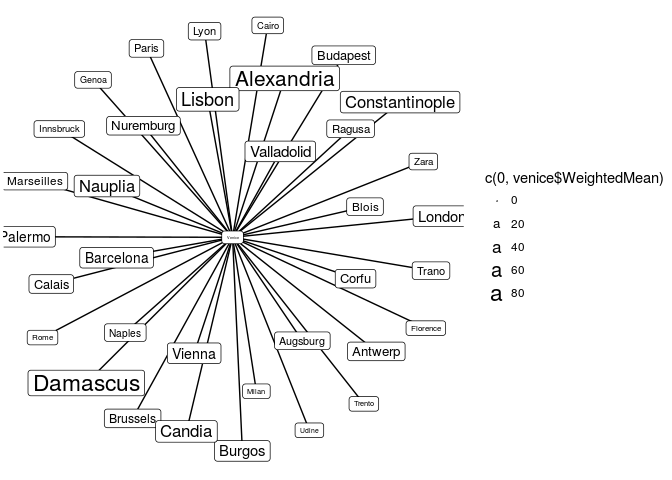 Cairo
Lyon
Paris
Budapest
Genoa
Alexandria
Lisbon
Constantinople
Nuremburg
Ragusa
Innsbruck
Valladolid
Zara
Marseilles
Nauplia
Blois
London
Palermo
Venice
Barcelona
Trano
Calais
Corfu
Florence
Naples
Rome
Augsburg
Antwerp
Vienna
Damascus
Milan
Trento
Brussels
Candia
Udine
Burgos
c(0, venice$WeightedMean)
0
a 20
a 40
a 60
a 80